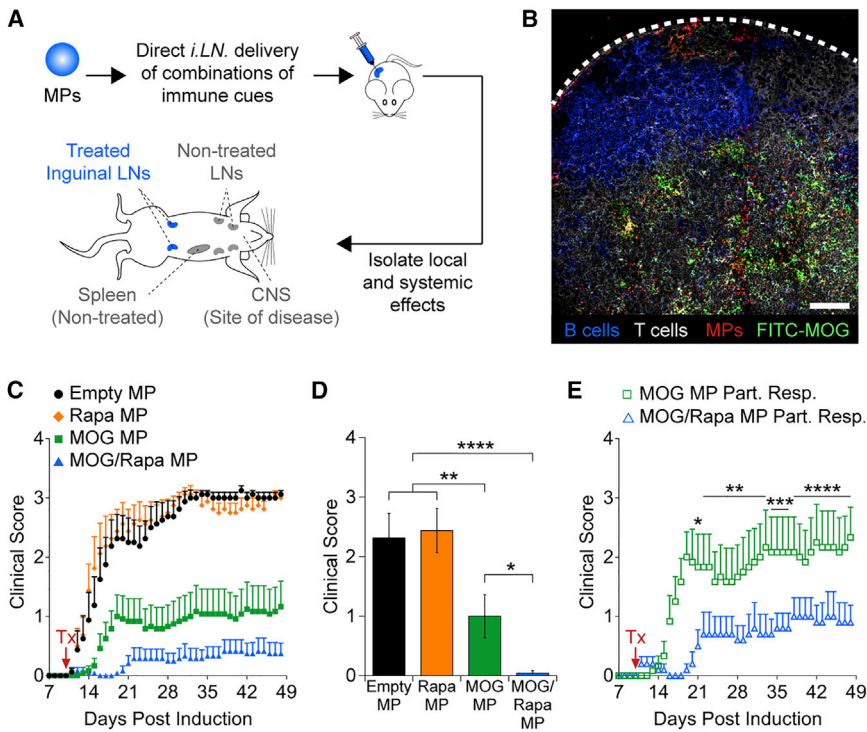 A
MPs
Direct i.LN. delivery
of combinations of
immune cues
Treated
Inguinal LNs
Non-treated
LNs
Spleen
(Non-treated)
CNS
(Site of disease)
Isolate local
and systemic
effects
B
B cells T cells MPs FITC-MOG
C
Empty MP
Rapa MP
MOG MP
MOG/Rapa MP
Clinical Score
4
3
2
1
0
Tx
7 14 21 28 35 42 49
Days Post Induction
D
4
3
2
1
0
Clinical Score
****
**
*
Empty
MP
Rapa
MP
MOG
MP
MOG/
Rapa
MP
E
MOG MP Part. Resp.
MOG/Rapa MP Part. Resp.
Clinical Score
4
3
2
1
0
* ** *** ****
Tx
7 14 21 28 35 42 49
Days Post Induction